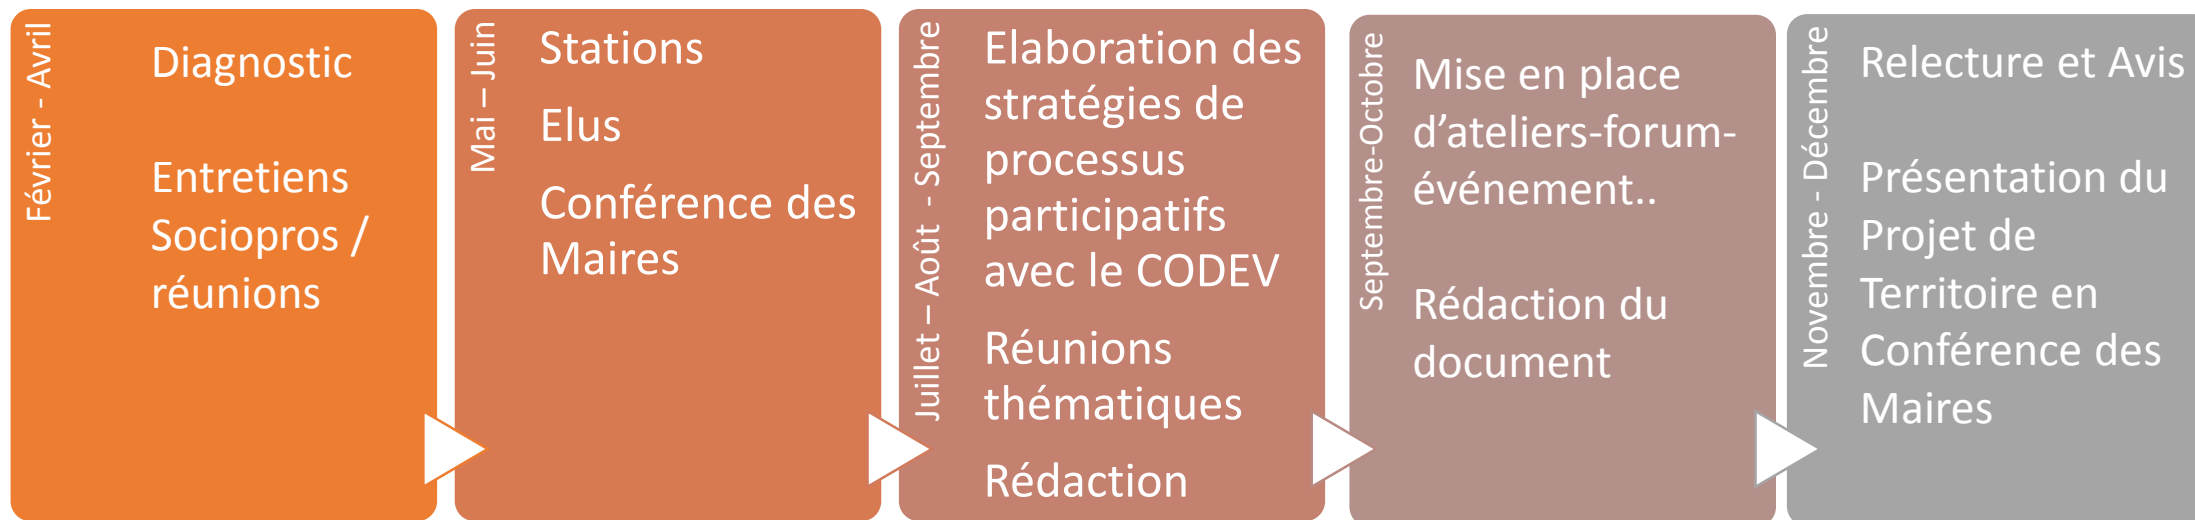 Février - Avril
Diagnostic
Entretiens
Sociopros /
réunions
Mai – Juin
Stations
Elus
Conférence des
Maires
Juillet – Août  - Septembre
Elaboration des
stratégies de
processus
participatifs
avec le CODEV
Réunions
thématiques
Rédaction
Septembre-Octobre
Mise en place
d’ateliers-forum-
événement..
Rédaction du
document
Novembre - Décembre
Relecture et Avis
Présentation du
Projet de
Territoire en
Conférence des
Maires